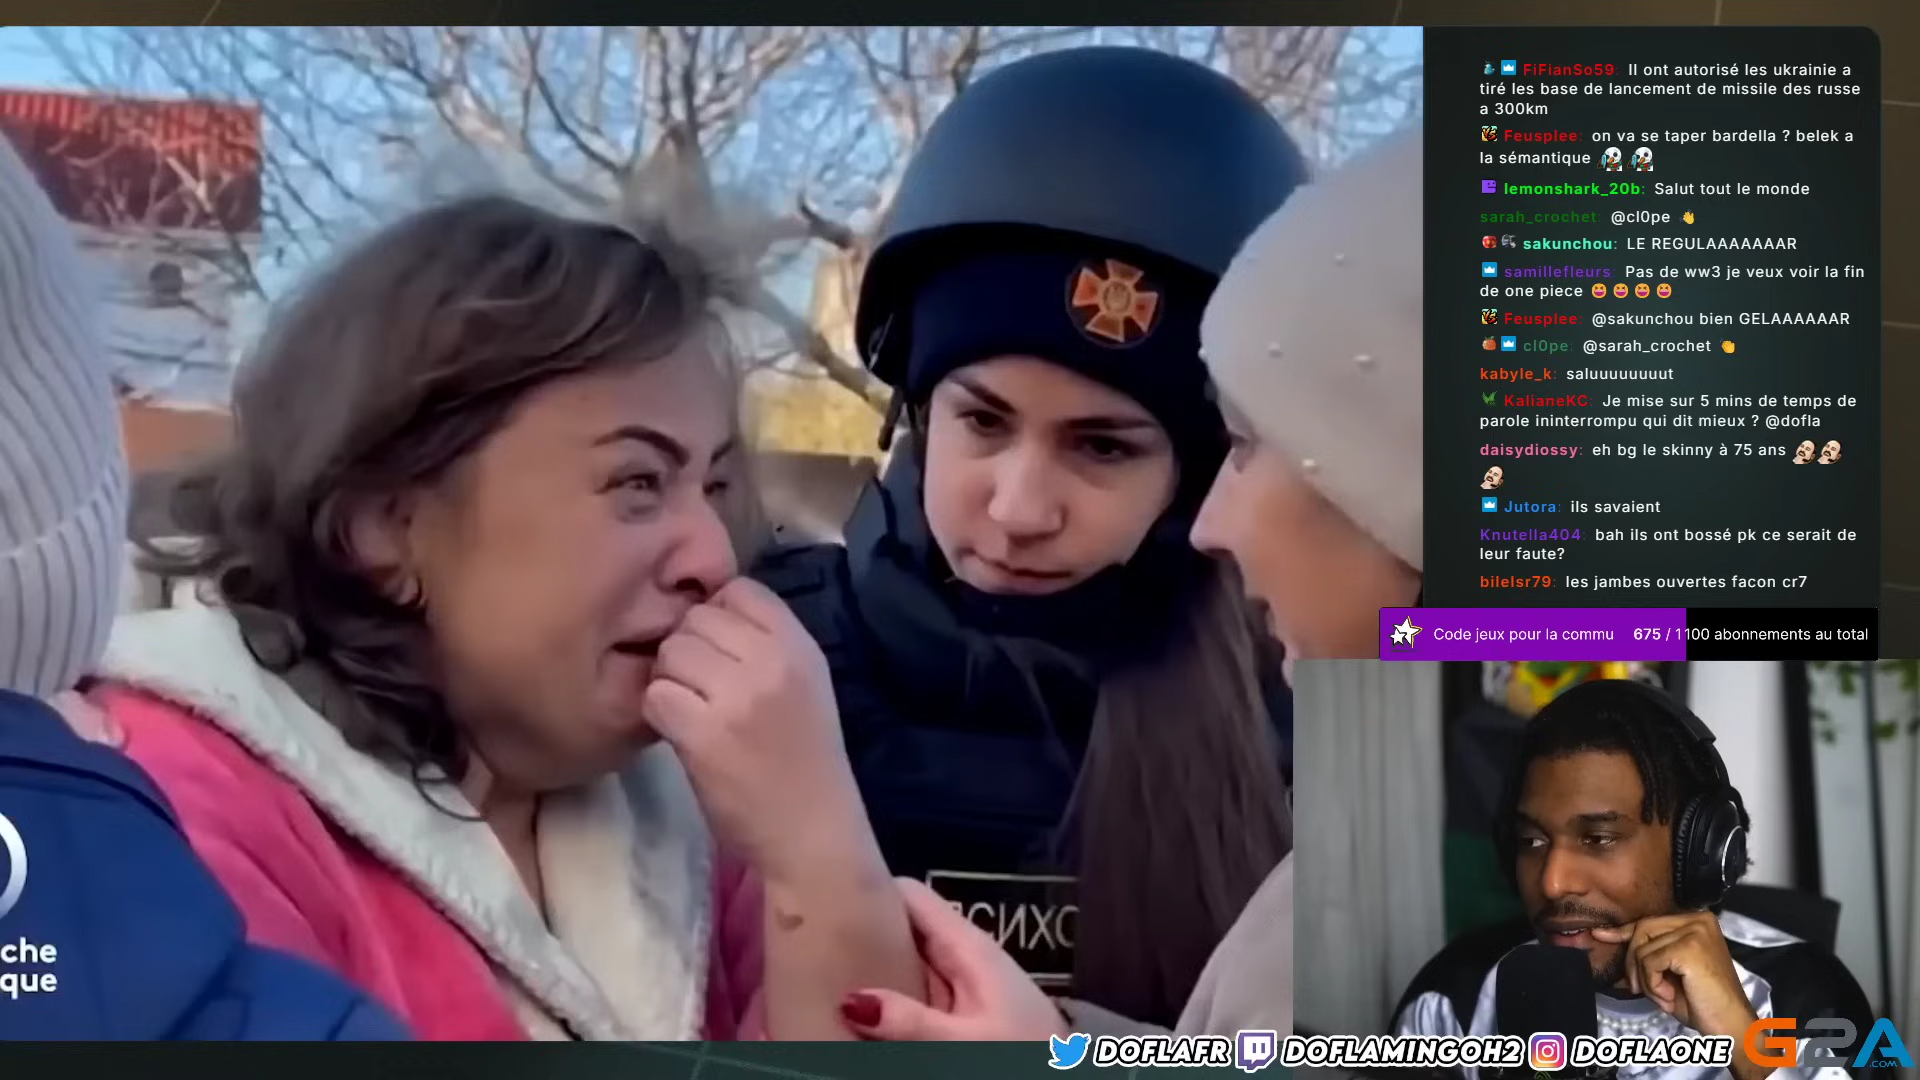 FiFianSo59: Il ont autorisé les ukrainie a
tiré les base de lancement de missile des russe
a 300km
Feusplee: on va se taper bardella ? belek a
la sémantique
lemonshark_20b: Salut tout le monde
sarah_crochet: @cl0pe
sakunchou: LE REGULAAAAAAAR
samillefleurs: Pas de ww3 je veux voir la fin
de one piece
Feusplee: @sakunchou bien GELAAAAAAR
cl0pe: @sarah_crochet
kabyle_k: saluuuuuuuut
KalianeKC: Je mise sur 5 mins de temps de
parole ininterrompu qui dit mieux ? @dofla
daisydiossy: eh bg le skinny à 75 ans
Jutora: ils savaient
Knutella404: bah ils ont bossé pk ce serait de
leur faute?
bilelsr79: les jambes ouvertes facon cr7
Code jeux pour la commu 675 / 1100 abonnements au total
che
que
DOFLAFR DOFLAMINGOH2 DOFLAONE
G2A
.COM